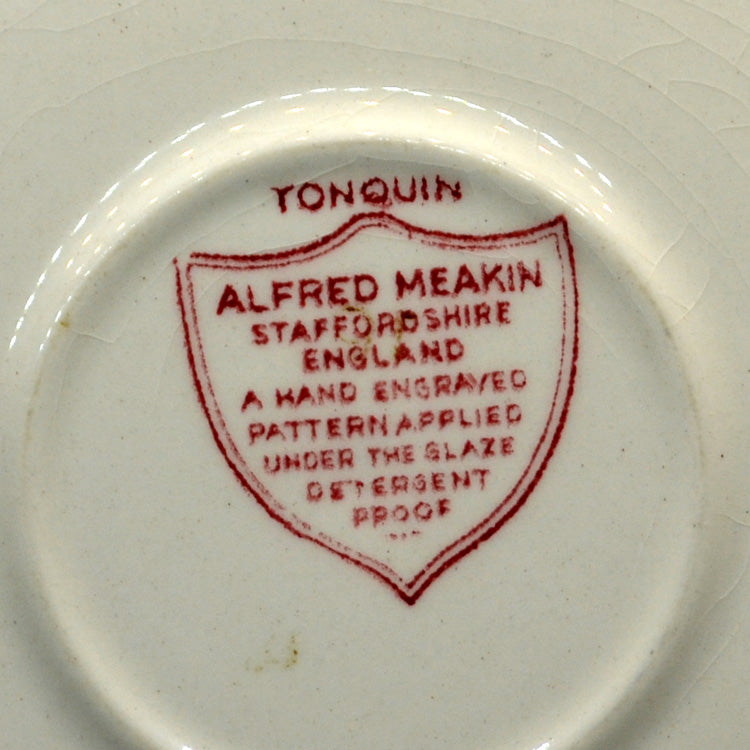 TONQUIN
ALFRED MEAKIN
STAFFORDSHIRE
ENGLAND
A HAND ENGRAVED
PATTERN APPLIED
UNDER THE GLAZE
DETERGENT
PROOF